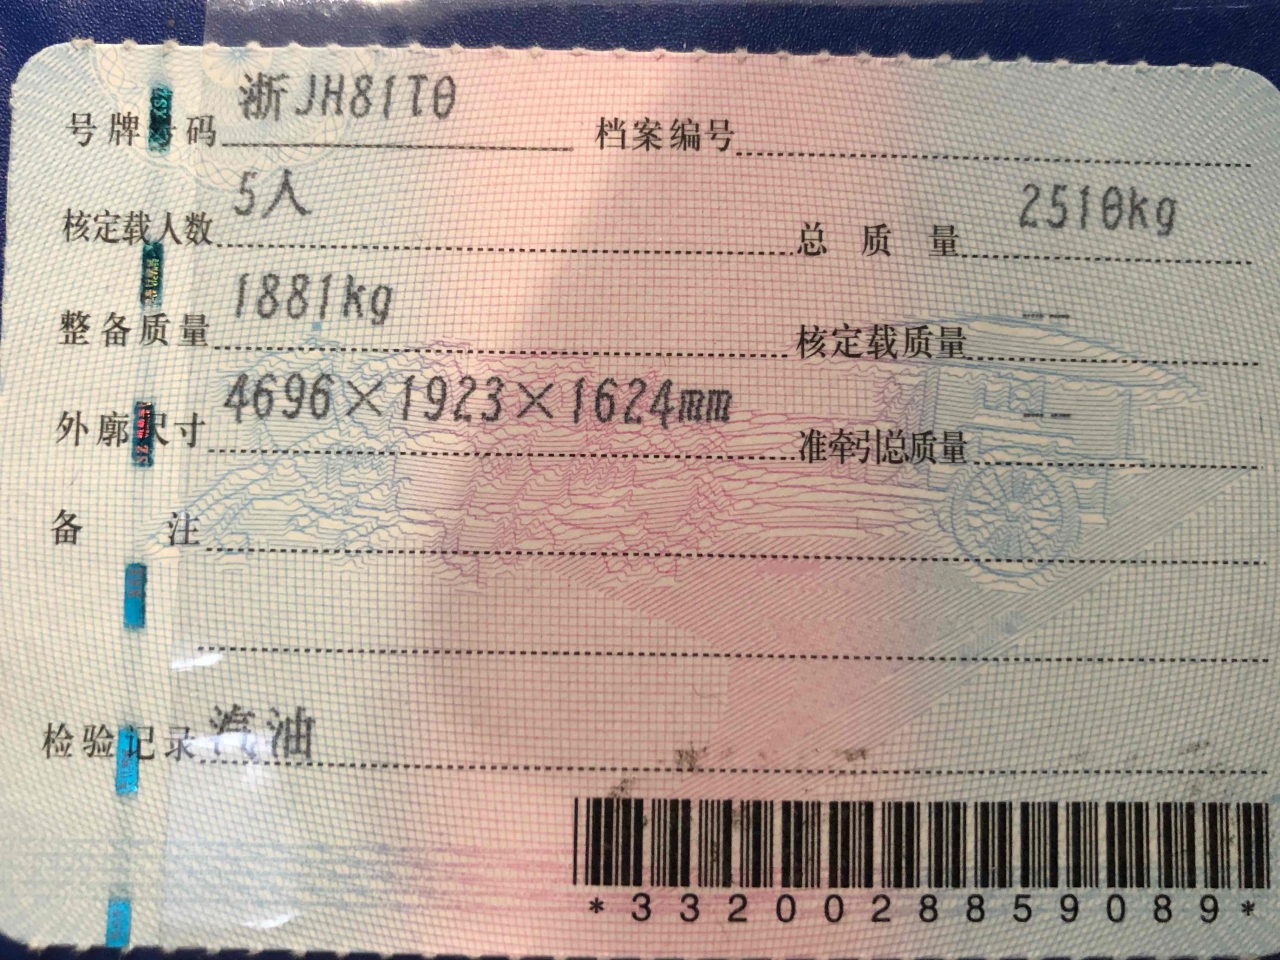 号牌号码 浙JH81T0 档案编号
核定载人数 5人 总质量 2510kg
整备质量 1881kg 核定载质量 --
外廓尺寸 4696×1923×1624mm 准牵引总质量 --
备注
检验记录 汽油
*3320028859089*